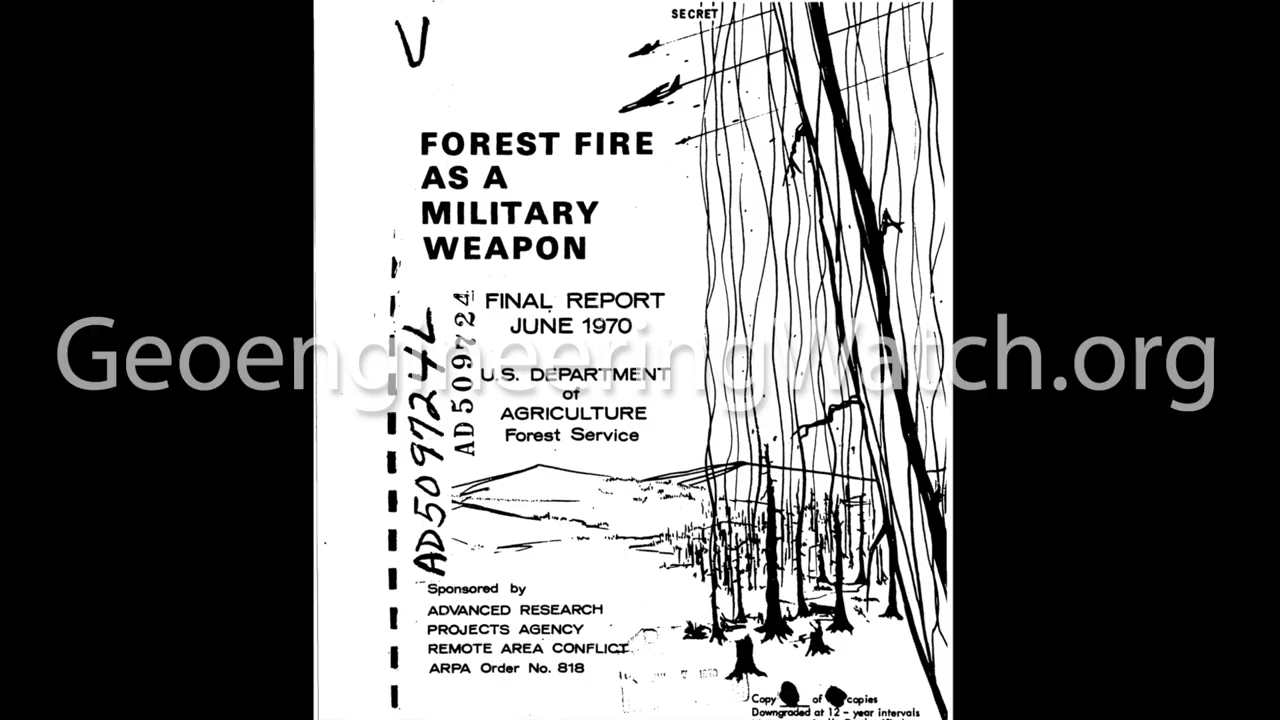 SECRET
V
FOREST FIRE
AS A
MILITARY
WEAPON
FINAL REPORT
JUNE 1970
U.S. DEPARTMENT
of
AGRICULTURE
Forest Service
AD509724L
AD509724
GeoengineeringWatch.org
Sponsored by
ADVANCED RESEARCH
PROJECTS AGENCY
REMOTE AREA CONFLICT
ARPA Order No. 818
Copy of copies
Downgraded at 12 - year intervals